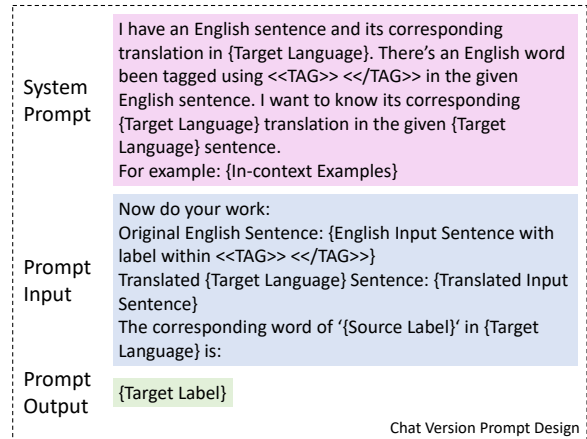 System
Prompt
I have an English sentence and its corresponding
translation in {Target Language}. There’s an English word
been tagged using <<TAG>> <</TAG>> in the given
English sentence. I want to know its corresponding
{Target Language} translation in the given {Target
Language} sentence.
For example: {In-context Examples}
Prompt
Input
Now do your work:
Original English Sentence: {English Input Sentence with
label within <<TAG>> <</TAG>>}
Translated {Target Language} Sentence: {Translated Input
Sentence}
The corresponding word of ‘{Source Label}‘ in {Target
Language} is:
Prompt
Output
{Target Label}
Chat Version Prompt Design